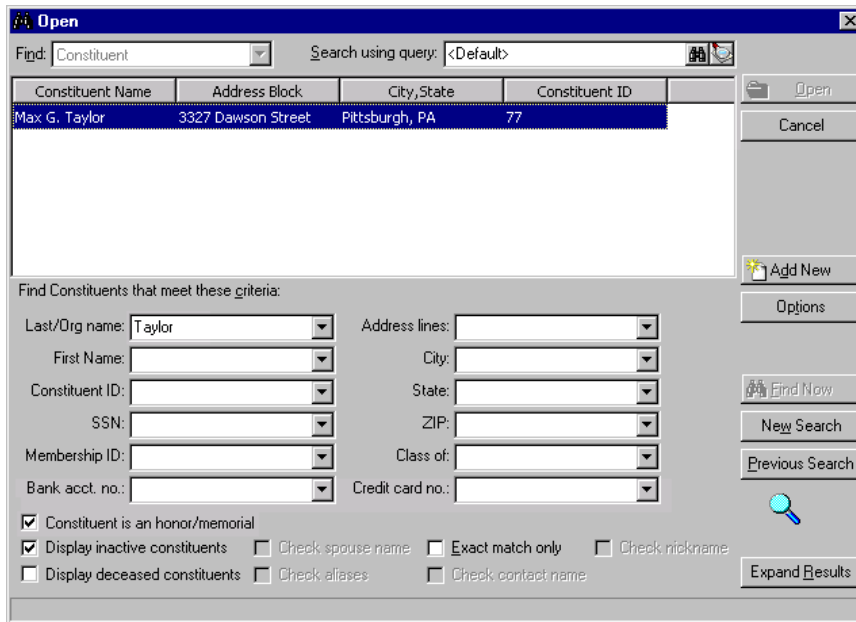 Open
Find: Constituent Search using query: <Default>
Constituent Name Address Block City,State Constituent ID
Open
Max G. Taylor 3327 Dawson Street Pittsburgh, PA 77
Cancel
Add New
Find Constituents that meet these criteria:
Options
Last/Org name: Taylor Address lines:
First Name: City:
Constituent ID: State:
Find Now
SSN: ZIP:
New Search
Membership ID: Class of:
Previous Search
Bank acct. no.: Credit card no.:
Constituent is an honor/memorial
Display inactive constituents Check spouse name Exact match only Check nickname
Display deceased constituents Check aliases Check contact name
Expand Results